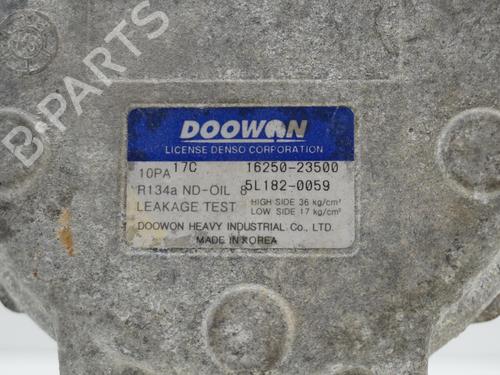 DOOWON
LICENSE DENSO CORPORATION
10PA17C 16250-23500
R134a ND-OIL 8 5L182-0059
LEAKAGE TEST HIGH SIDE 36 kg/cm² LOW SIDE 17 kg/cm²
DOOWON HEAVY INDUSTRIAL Co., LTD.
MADE IN KOREA
B-PARTS